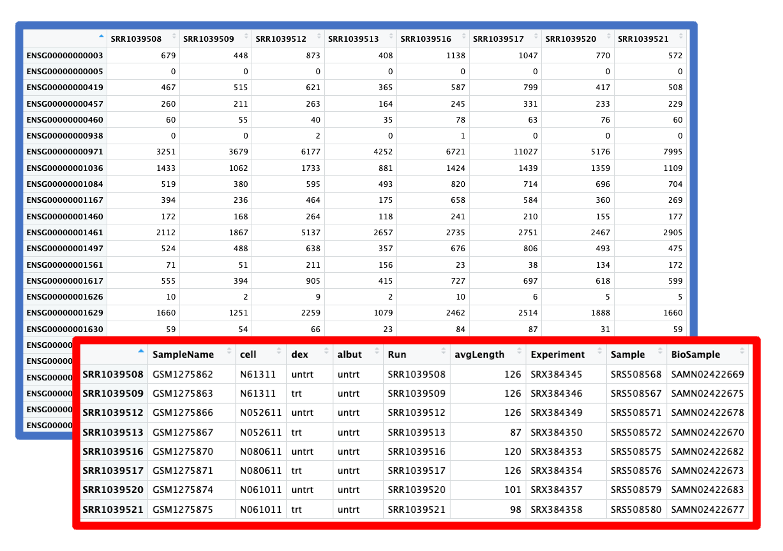 SRR1039508 SRR1039509 SRR1039512 SRR1039513 SRR1039516 SRR1039517 SRR1039520 SRR1039521
ENSG00000000003 679 448 873 408 1138 1047 770 572
ENSG00000000005 0 0 0 0 0 0 0 0
ENSG00000000419 467 515 621 365 587 799 417 508
ENSG00000000457 260 211 263 164 245 331 233 229
ENSG00000000460 60 55 40 35 78 63 76 60
ENSG00000000938 0 0 2 0 1 0 0 0
ENSG00000000971 3251 3679 6177 4252 6721 11027 5176 7995
ENSG00000001036 1433 1062 1733 881 1424 1439 1359 1109
ENSG00000001084 519 380 595 493 820 714 696 704
ENSG00000001167 394 236 464 175 658 584 360 269
ENSG00000001460 172 168 264 118 241 210 155 177
ENSG00000001461 2112 1867 5137 2657 2735 2751 2467 2905
ENSG00000001497 524 488 638 357 676 806 493 475
ENSG00000001561 71 51 211 156 23 38 134 172
ENSG00000001617 555 394 905 415 727 697 618 599
ENSG00000001626 10 2 9 2 10 6 5 5
ENSG00000001629 1660 1251 2259 1079 2462 2514 1888 1660
ENSG00000001630 59 54 66 23 84 87 31 59
ENSG0000
ENSG0000
ENSG0000
ENSG0000
ENSG0000
ENSG0000
SampleName cell dex albut Run avgLength Experiment Sample BioSample
SRR1039508 GSM1275862 N61311 untrt untrt SRR1039508 126 SRX384345 SRS508568 SAMN02422669
SRR1039509 GSM1275863 N61311 trt untrt SRR1039509 126 SRX384346 SRS508567 SAMN02422675
SRR1039512 GSM1275866 N052611 untrt untrt SRR1039512 126 SRX384349 SRS508571 SAMN02422678
SRR1039513 GSM1275867 N052611 trt untrt SRR1039513 87 SRX384350 SRS508572 SAMN02422670
SRR1039516 GSM1275870 N080611 untrt untrt SRR1039516 120 SRX384353 SRS508575 SAMN02422682
SRR1039517 GSM1275871 N080611 trt untrt SRR1039517 126 SRX384354 SRS508576 SAMN02422673
SRR1039520 GSM1275874 N061011 untrt untrt SRR1039520 101 SRX384357 SRS508579 SAMN02422683
SRR1039521 GSM1275875 N061011 trt untrt SRR1039521 98 SRX384358 SRS508580 SAMN02422677